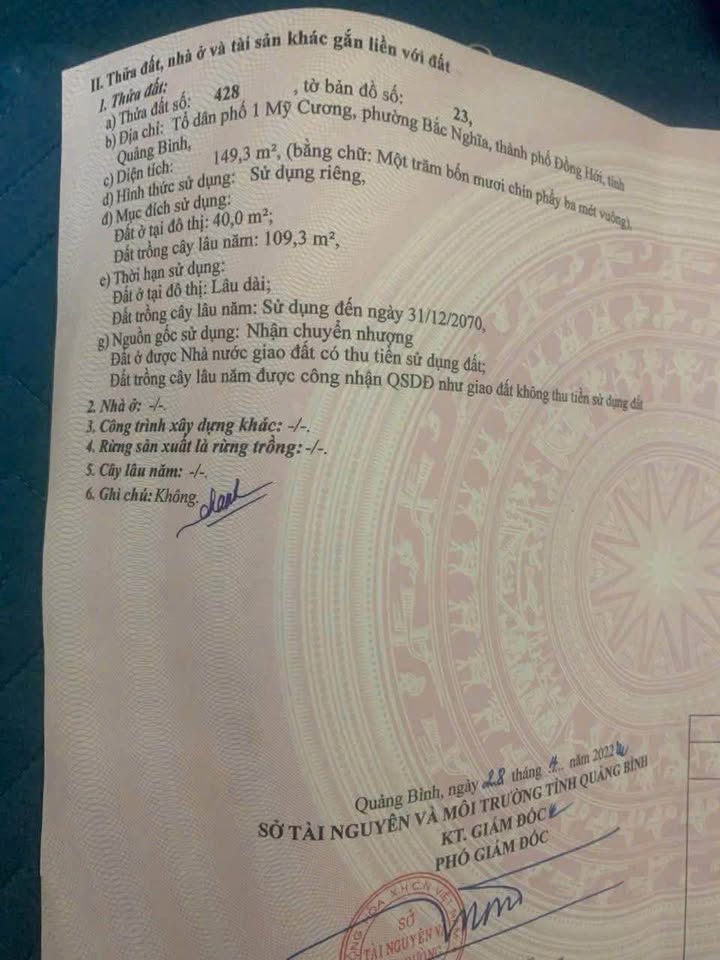 II. Thửa đất, nhà ở và tài sản khác gắn liền với đất
1. Thửa đất:
a) Thửa đất số: 428 , tờ bản đồ số: 23,
b) Địa chỉ: Tổ dân phố 1 Mỹ Cương, phường Bắc Nghĩa, thành phố Đồng Hới, tỉnh
Quảng Bình,
c) Diện tích: 149,3 m², (bằng chữ: Một trăm bốn mươi chín phẩy ba mét vuông),
d) Hình thức sử dụng: Sử dụng riêng,
đ) Mục đích sử dụng:
Đất ở tại đô thị: 40,0 m²;
Đất trồng cây lâu năm: 109,3 m²,
e) Thời hạn sử dụng:
Đất ở tại đô thị: Lâu dài;
Đất trồng cây lâu năm: Sử dụng đến ngày 31/12/2070,
g) Nguồn gốc sử dụng: Nhận chuyển nhượng
Đất ở được Nhà nước giao đất có thu tiền sử dụng đất;
Đất trồng cây lâu năm được công nhận QSDĐ như giao đất không thu tiền sử dụng đất
2. Nhà ở: -/-.
3. Công trình xây dựng khác: -/-.
4. Rừng sản xuất là rừng trồng: -/-.
5. Cây lâu năm: -/-.
6. Ghi chú: Không.
Quảng Bình, ngày 28 tháng 4 năm 2022
SỞ TÀI NGUYÊN VÀ MÔI TRƯỜNG TỈNH QUẢNG BÌNH
KT. GIÁM ĐỐC
PHÓ GIÁM ĐỐC
X.H.C.N VIỆT NAM
SỞ
TÀI NGUYÊN V